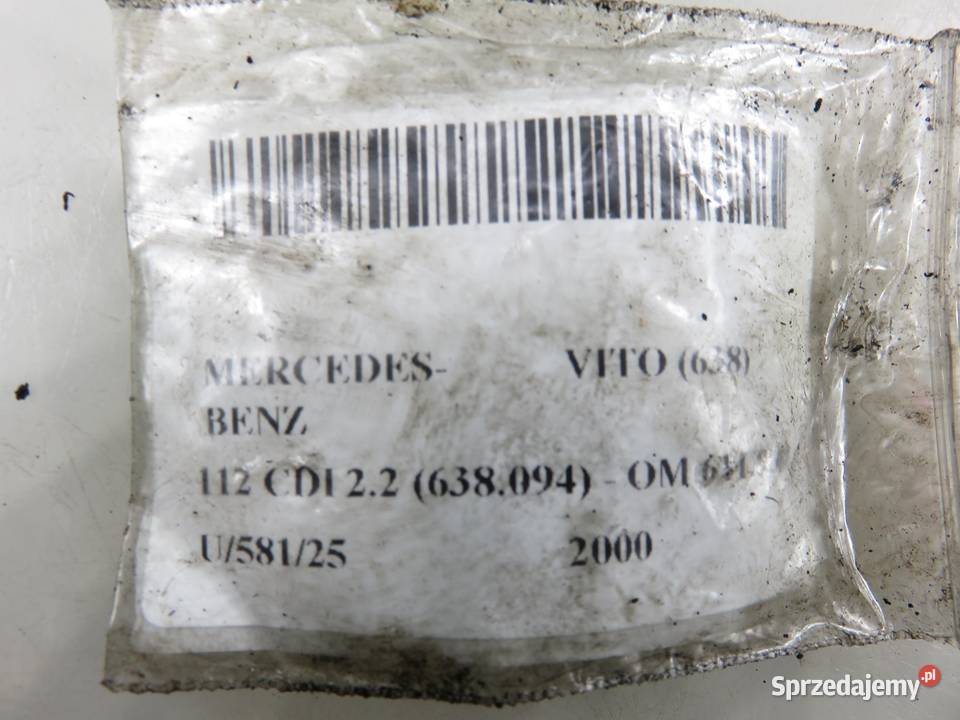 MERCEDES- VITO (638)
BENZ
112 CDI 2.2 (638.094) - OM
U/581/25 2000
Sprzedajemy.pl